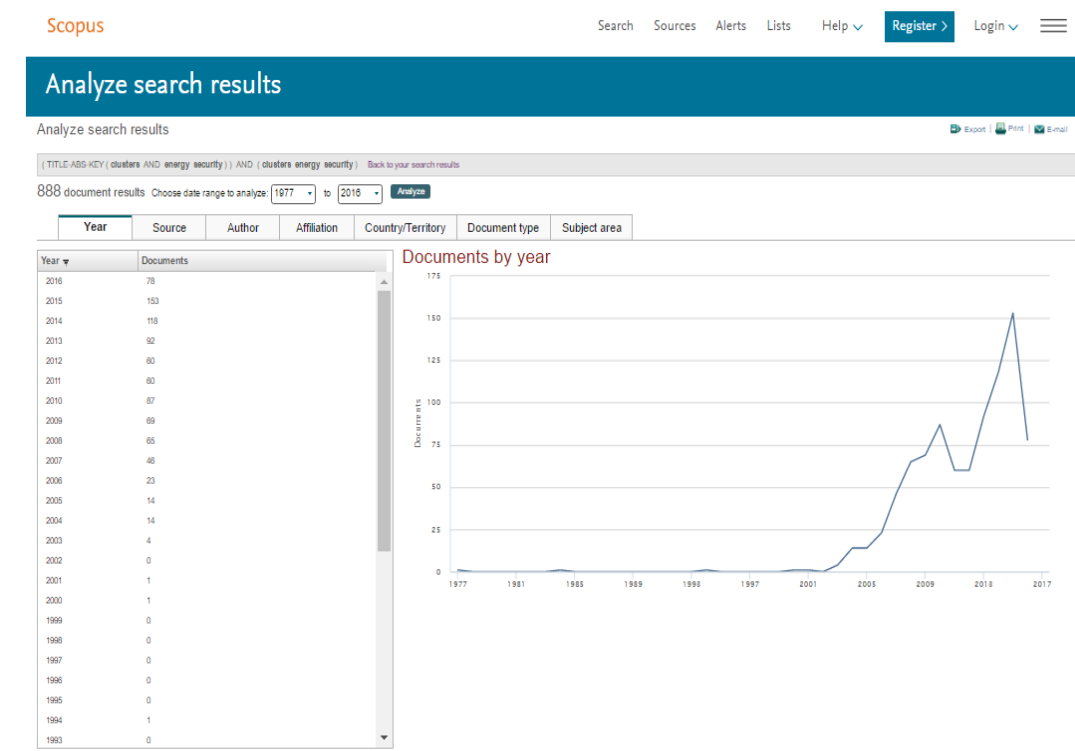 Scopus
Search Sources Alerts Lists Help Register > Login
Analyze search results
Analyze search results
Export | Print | E-mail
( TITLE-ABS-KEY ( clusters AND energy security ) ) AND ( clusters energy security ) Back to your search results
888 document results Choose date range to analyze: 1977 to 2016 Analyze
Year Source Author Affiliation Country/Territory Document type Subject area
Year Documents
2016 78
2015 153
2014 118
2013 92
2012 60
2011 60
2010 87
2009 69
2008 65
2007 46
2006 23
2005 14
2004 14
2003 4
2002 0
2001 1
2000 1
1999 0
1998 0
1997 0
1996 0
1995 0
1994 1
1993 0
Documents by year
Documents
175
150
125
100
75
50
25
0
1977 1981 1985 1989 1997 2001 2005 2009 2017